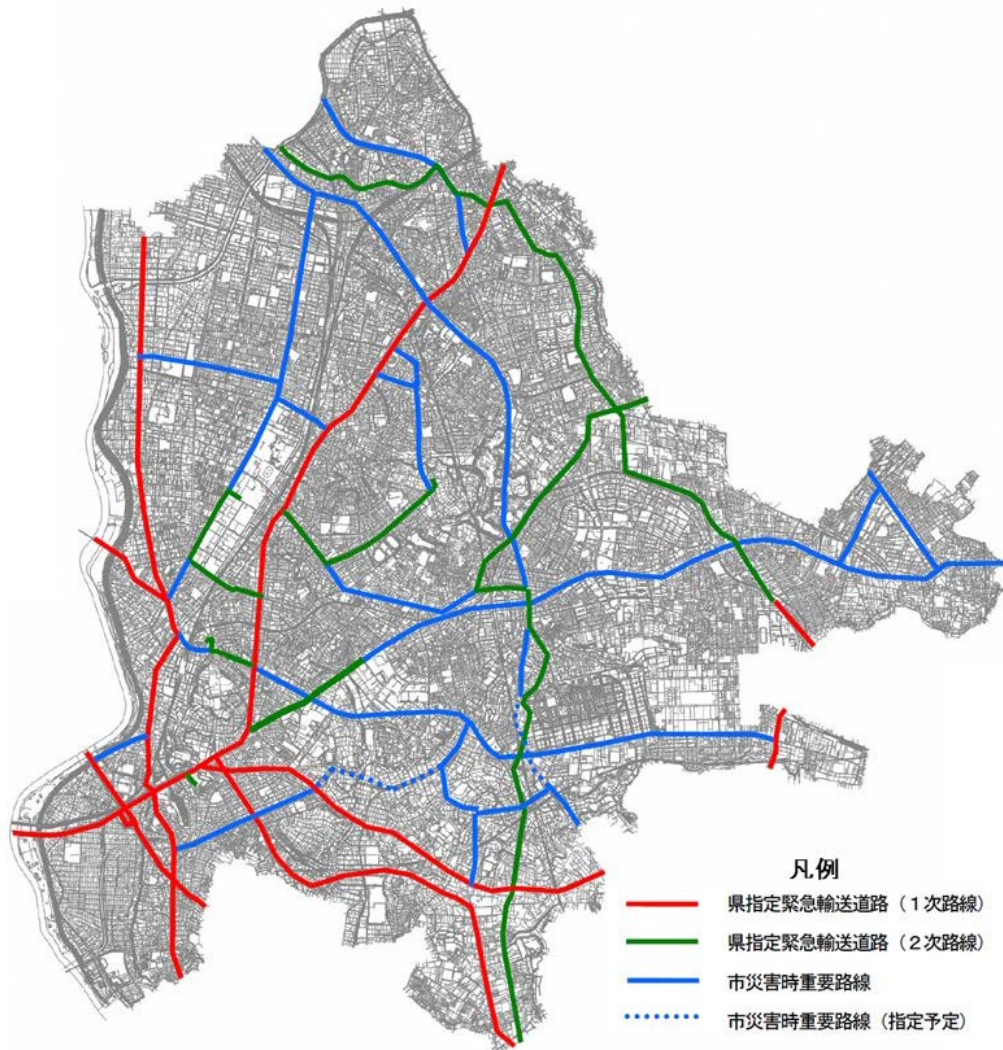 凡例
県指定緊急輸送道路（１次路線）
県指定緊急輸送道路（２次路線）
市災害時重要路線
市災害時重要路線（指定予定）